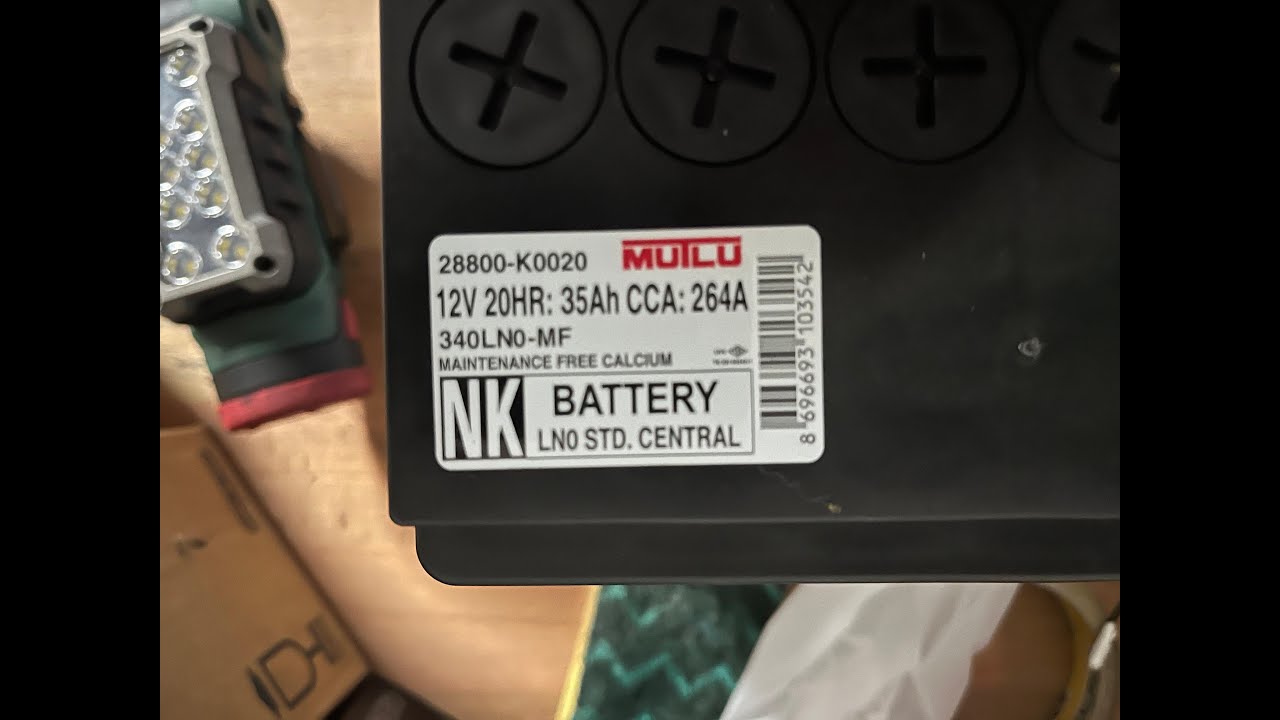 28800-K0020 MUTLU
12V 20HR: 35Ah CCA: 264A
340LN0-MF
MAINTENANCE FREE CALCIUM
NK BATTERY
LN0 STD. CENTRAL
8 696693 103542